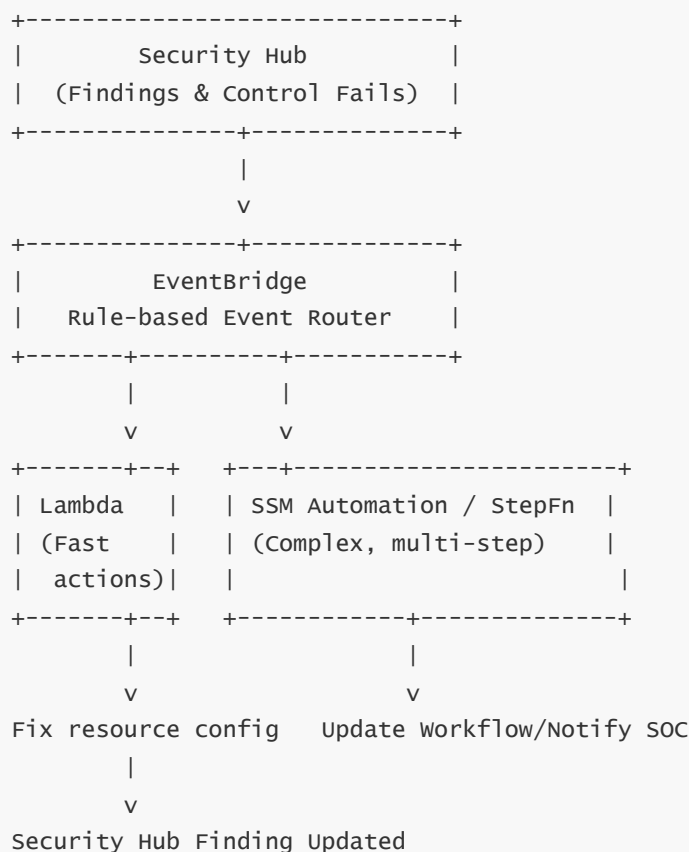 +-----------------------------+
|        Security Hub         |
|  (Findings & Control Fails)  |
+---------------+-------------+
                |
                v
+---------------+-------------+
|         EventBridge         |
|   Rule-based Event Router    |
+-------+----------+-----------+
        |          |
        v          v
+-------+--+   +---+----------------------+
| Lambda   |   | SSM Automation / StepFn  |
| (Fast    |   | (Complex, multi-step)    |
|  actions)|   |                          |
+-------+--+   +------------+-------------+
        |                   |
        v                   v
Fix resource config   Update Workflow/Notify SOC
        |
        v
Security Hub Finding Updated